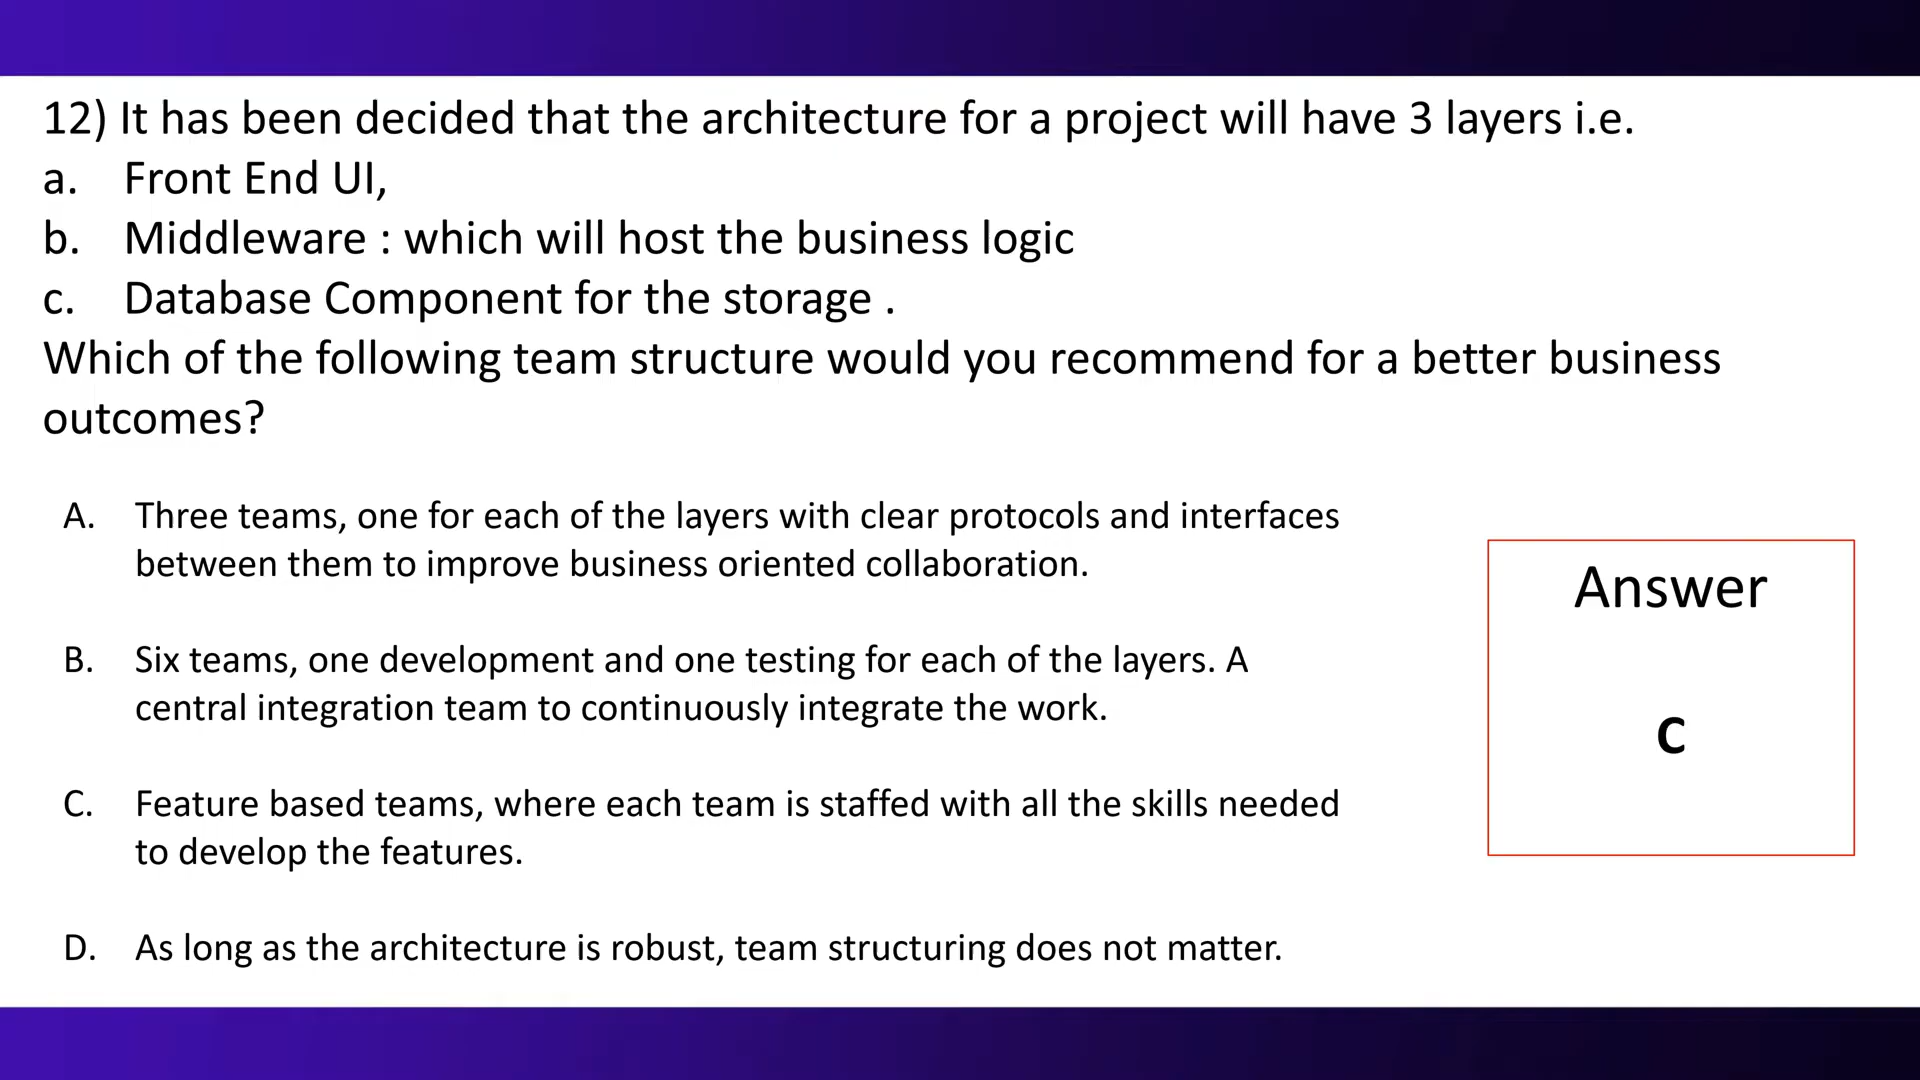 12) It has been decided that the architecture for a project will have 3 layers i.e.
a. Front End UI,
b. Middleware : which will host the business logic
c. Database Component for the storage .
Which of the following team structure would you recommend for a better business
outcomes?
A. Three teams, one for each of the layers with clear protocols and interfaces
between them to improve business oriented collaboration.
B. Six teams, one development and one testing for each of the layers. A
central integration team to continuously integrate the work.
C. Feature based teams, where each team is staffed with all the skills needed
to develop the features.
D. As long as the architecture is robust, team structuring does not matter.
Answer
C